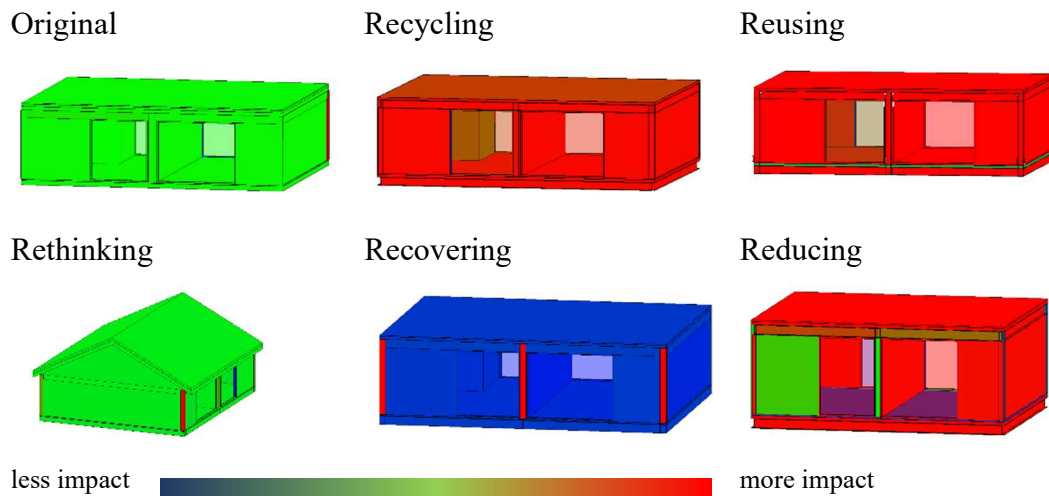 Original
Recycling
Reusing
Rethinking
Recovering
Reducing
less impact
more impact